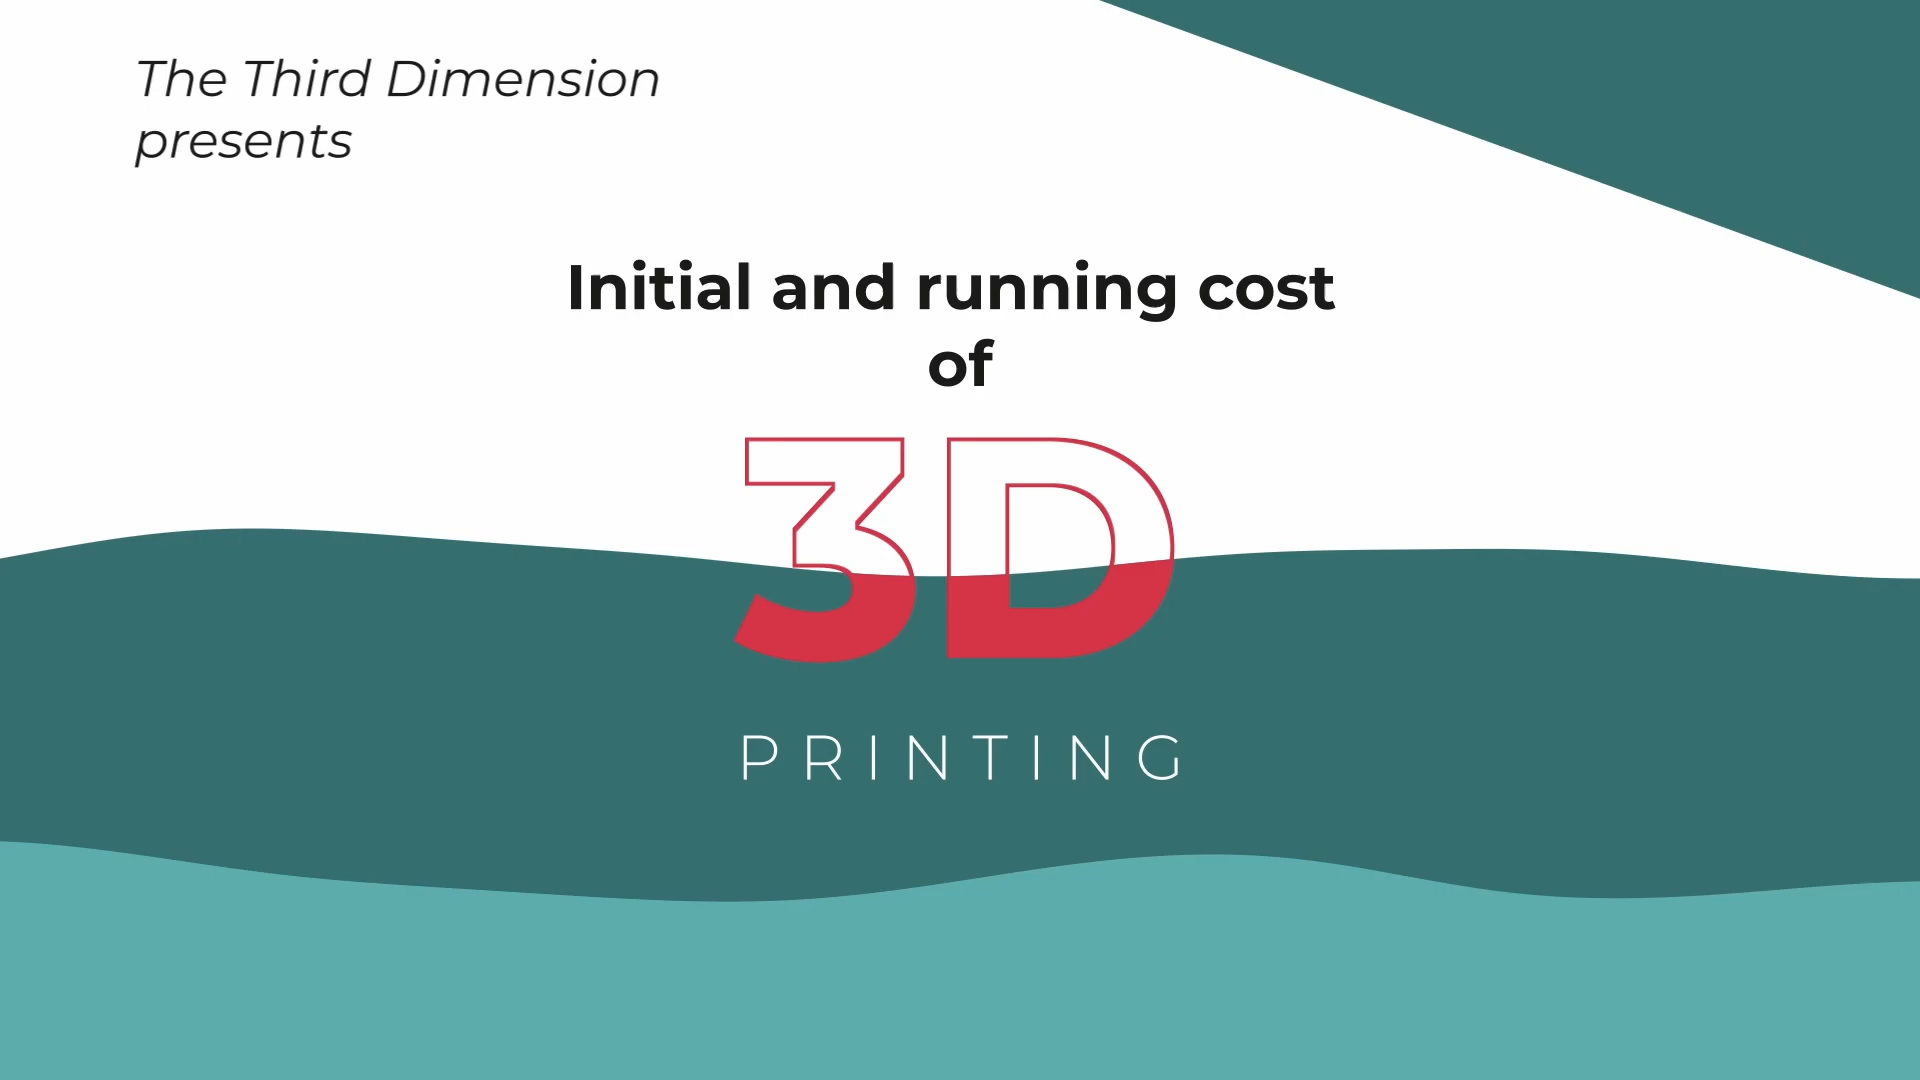 The Third Dimension
presents
Initial and running cost
of
3D
PRINTING